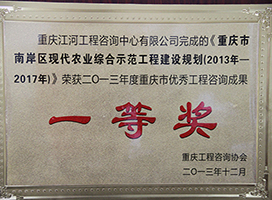 重庆江河工程咨询中心有限公司完成的《重庆市
南岸区现代农业综合示范工程建设规划(2013年—
2017年)》荣获二〇一三年度重庆市优秀工程咨询成果
一等奖
重庆工程咨询协会
二〇一三年十二月